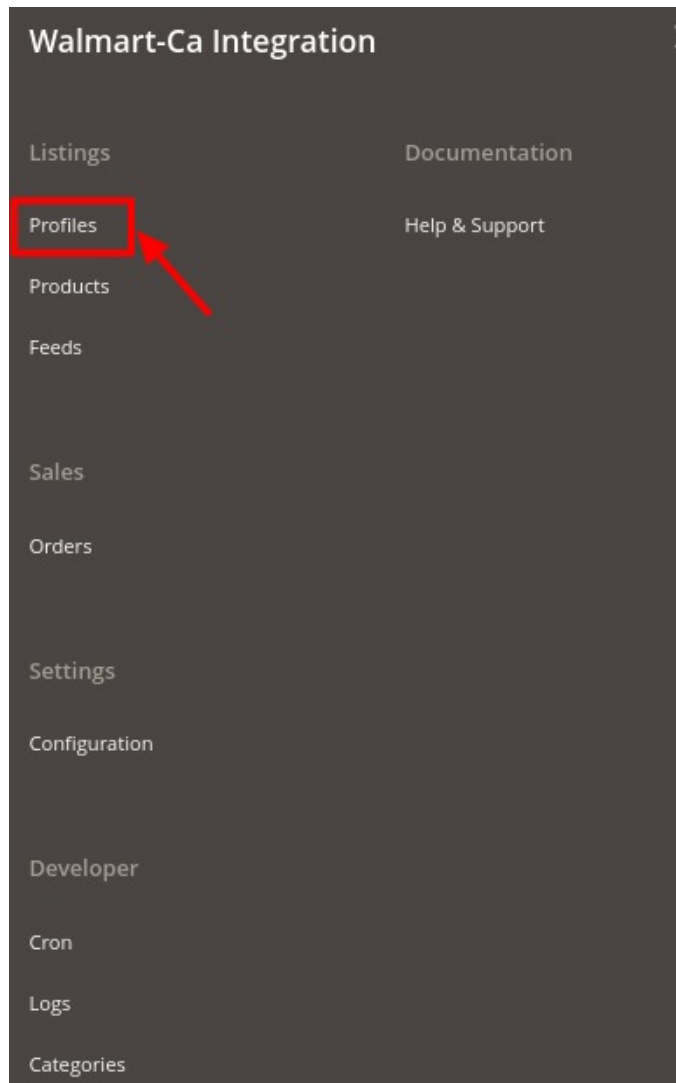 Walmart-Ca Integration
Listings
Profiles
Products
Feeds
Sales
Orders
Settings
Configuration
Developer
Cron
Logs
Categories
Documentation
Help & Support